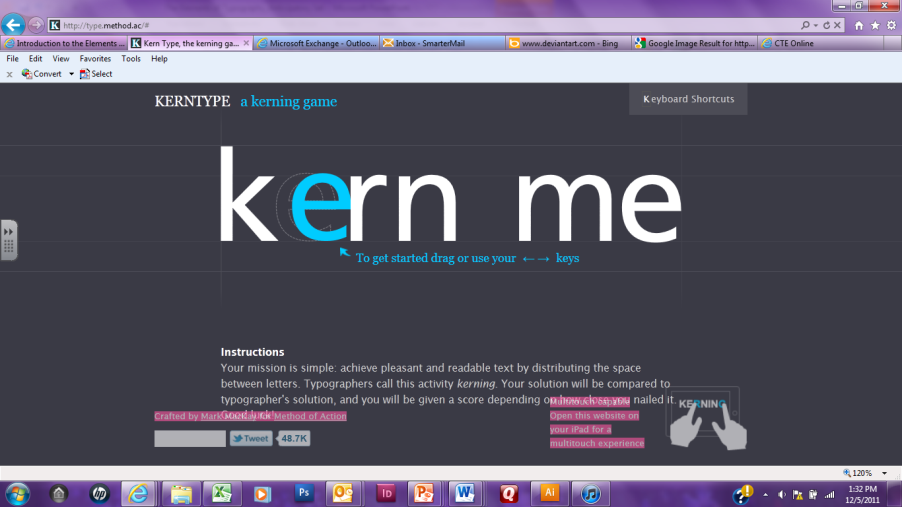 http://type.method.ac/#
Introduction to the Elements ...
Kern Type, the kerning ga...
Microsoft Exchange - Outloo...
Inbox - SmarterMail
www.deviantart.com - Bing
Google Image Result for http...
CTE Online
File Edit View Favorites Tools Help
x Convert Select
KERNTYPE a kerning game
Keyboard Shortcuts
kern me
To get started drag or use your ← → keys
Instructions
Your mission is simple: achieve pleasant and readable text by distributing the space
between letters. Typographers call this activity kerning. Your solution will be compared to
typographer's solution, and you will be given a score depending on how close you nailed it.
Good luck!
Crafted by Mark MacKay for Method of Action
Tweet 48.7K
Multitouch capable
Open this website on
your iPad for a
multitouch experience
KERNING
120%
1:32 PM
12/5/2011